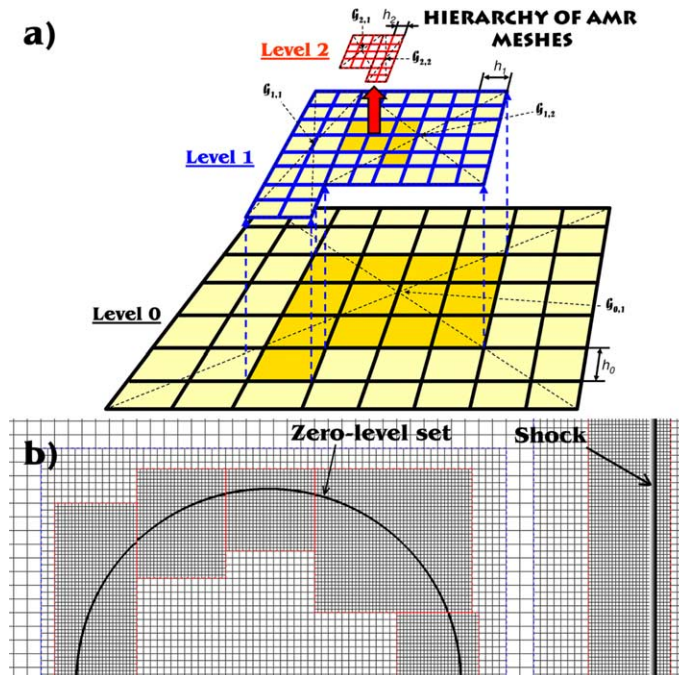 a)
HIERARCHY OF AMR
MESHES
𝔊2,1
h2
Level 2
𝔊2,2
h1
𝔊1,1
𝔊1,2
Level 1
Level 0
𝔊0,1
h0
b)
Zero-level set
Shock